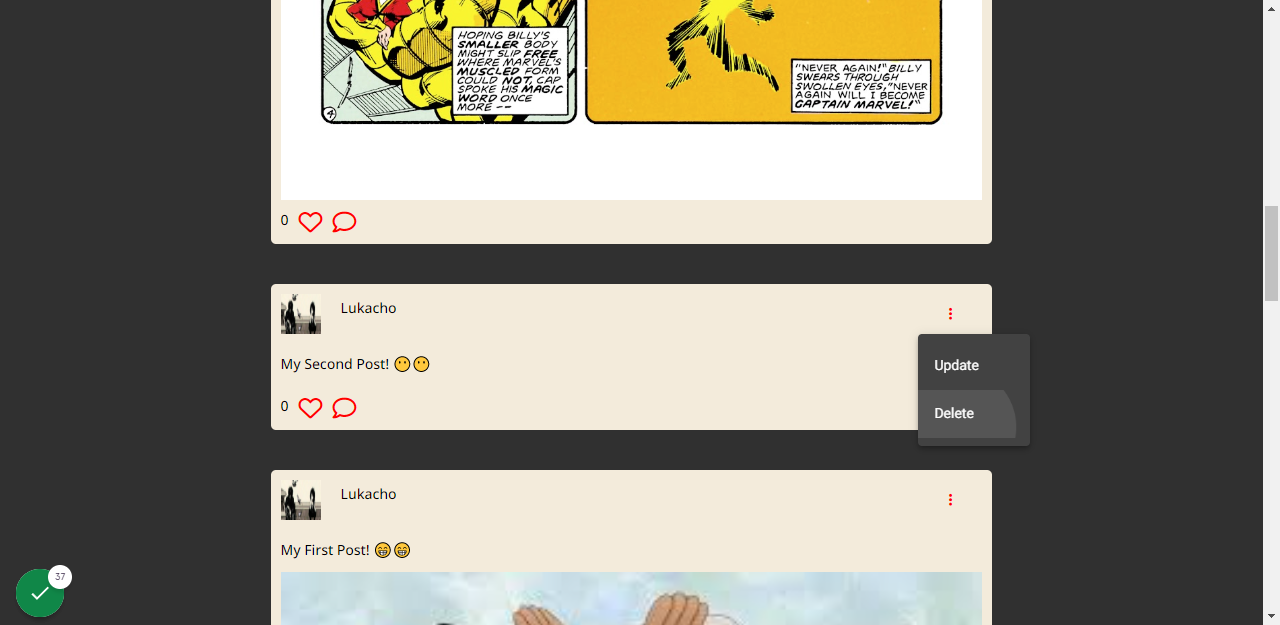 HOPING BILLY'S
SMALLER BODY
MIGHT SLIP FREE
WHERE MARVEL'S
MUSCLED FORM
COULD NOT, CAP
SPOKE HIS MAGIC
WORD ONCE
MORE --
4
"NEVER AGAIN!" BILLY
SWEARS THROUGH
SWOLLEN EYES, "NEVER
AGAIN WILL I BECOME
CAPTAIN MARVEL!"
0
Lukacho
My Second Post! 😶😶
Update
0
Delete
Lukacho
My First Post! 😁😁
37